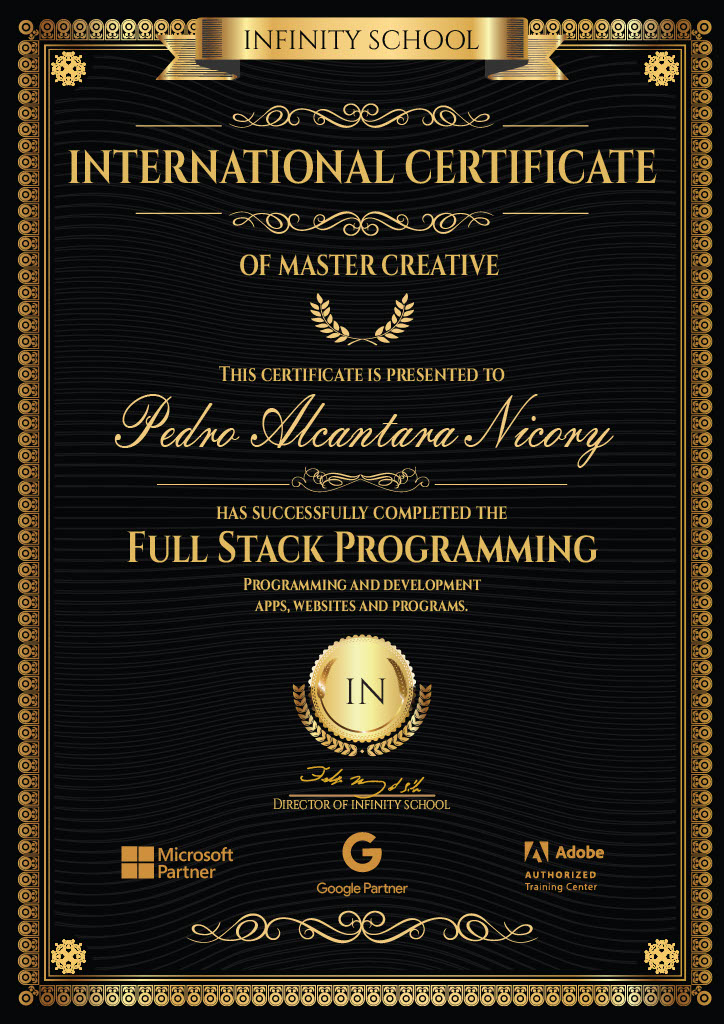 INFINITY SCHOOL
INTERNATIONAL CERTIFICATE
OF MASTER CREATIVE
THIS CERTIFICATE IS PRESENTED TO
Pedro Alcantara Nicory
HAS SUCCESSFULLY COMPLETED THE
FULL STACK PROGRAMMING
PROGRAMMING AND DEVELOPMENT
APPS, WEBSITES AND PROGRAMS.
IN
DIRECTOR OF INFINITY SCHOOL
Microsoft
Partner
G
Google Partner
Adobe
AUTHORIZED
Training Center